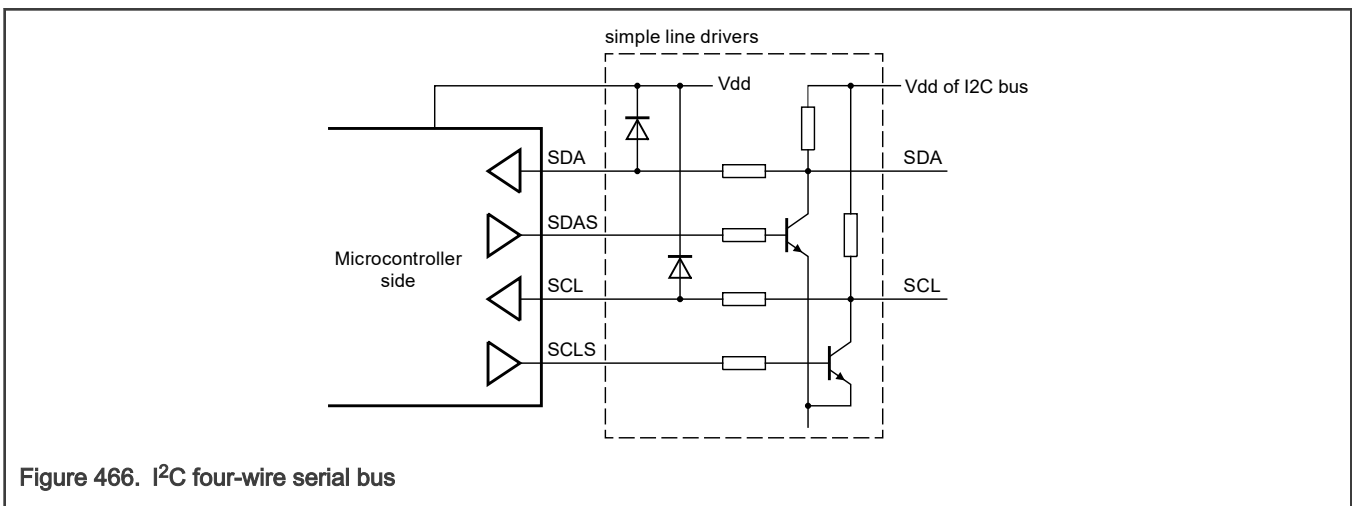 simple line drivers
Vdd
Vdd of I2C bus
SDA
SDA
SDAS
Microcontroller
side
SCL
SCL
SCLS
Figure 466. I²C four-wire serial bus